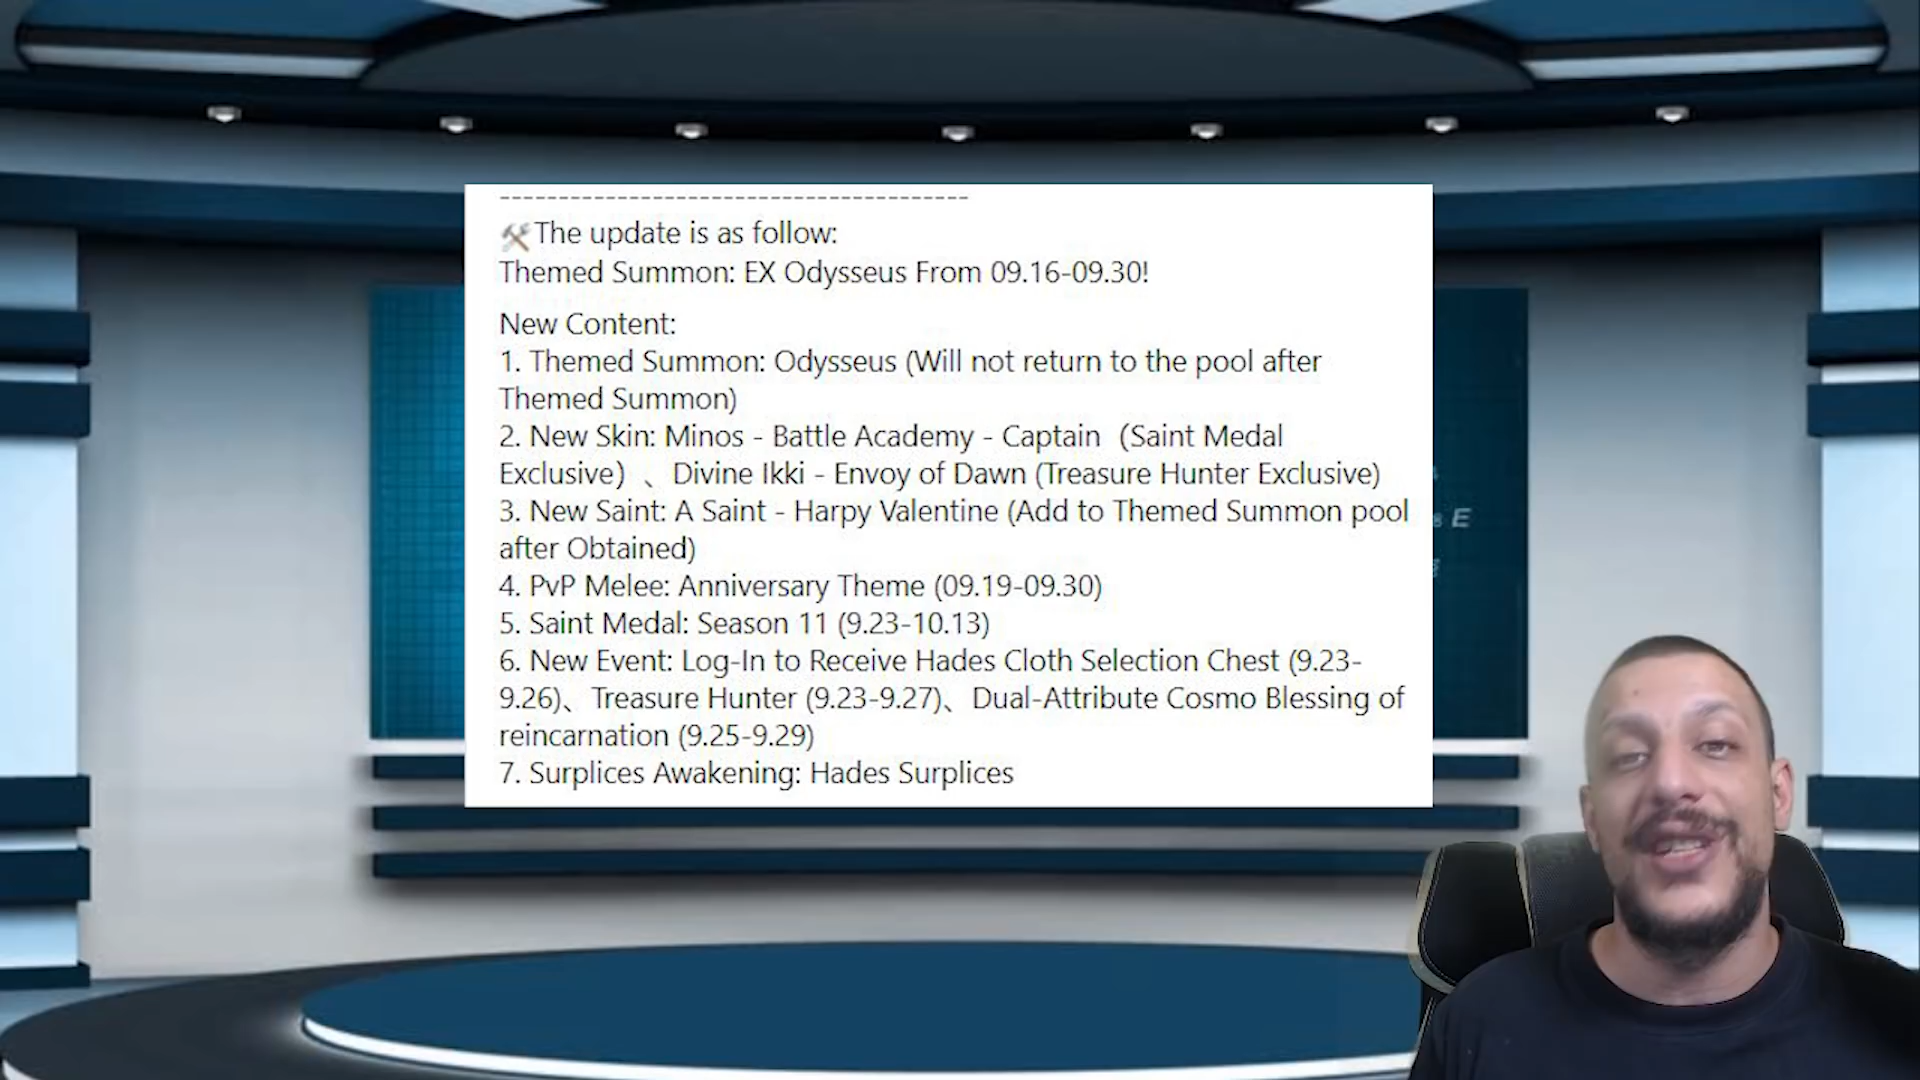 ---------------------------------------
🛠The update is as follow:
Themed Summon: EX Odysseus From 09.16-09.30!
New Content:
1. Themed Summon: Odysseus (Will not return to the pool after
Themed Summon)
2. New Skin: Minos - Battle Academy - Captain（Saint Medal
Exclusive）、Divine Ikki - Envoy of Dawn (Treasure Hunter Exclusive)
3. New Saint: A Saint - Harpy Valentine (Add to Themed Summon pool
after Obtained)
4. PvP Melee: Anniversary Theme (09.19-09.30)
5. Saint Medal: Season 11 (9.23-10.13)
6. New Event: Log-In to Receive Hades Cloth Selection Chest (9.23-
9.26)、Treasure Hunter (9.23-9.27)、Dual-Attribute Cosmo Blessing of
reincarnation (9.25-9.29)
7. Surplices Awakening: Hades Surplices